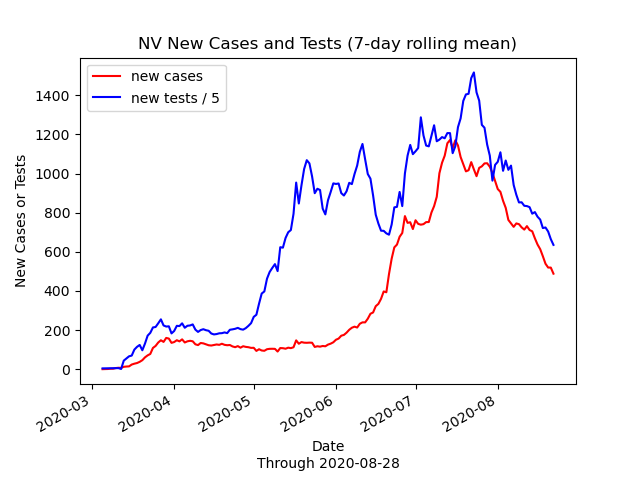 NV New Cases and Tests (7-day rolling mean)
new cases
new tests / 5
New Cases or Tests
1400
1200
1000
800
600
400
200
0
2020-03
2020-04
2020-05
2020-06
2020-07
2020-08
Date
Through 2020-08-28